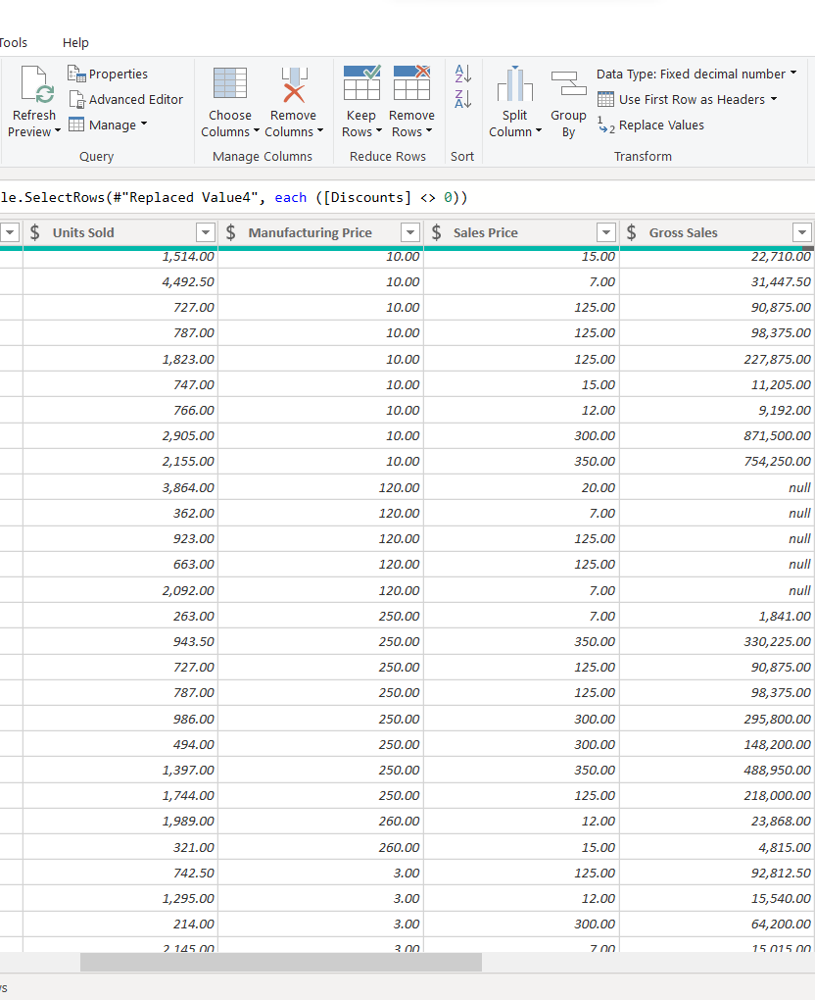 Tools Help
Properties
Advanced Editor
Manage
Refresh Preview
Query
Choose Columns
Remove Columns
Manage Columns
Keep Rows
Remove Rows
Reduce Rows
A Z
Z A
Sort
Split Column
Group By
Data Type: Fixed decimal number
Use First Row as Headers
1 2 Replace Values
Transform
le.SelectRows(#"Replaced Value4", each ([Discounts] <> 0))
$ Units Sold $ Manufacturing Price $ Sales Price $ Gross Sales
1,514.00 10.00 15.00 22,710.00
4,492.50 10.00 7.00 31,447.50
727.00 10.00 125.00 90,875.00
787.00 10.00 125.00 98,375.00
1,823.00 10.00 125.00 227,875.00
747.00 10.00 15.00 11,205.00
766.00 10.00 12.00 9,192.00
2,905.00 10.00 300.00 871,500.00
2,155.00 10.00 350.00 754,250.00
3,864.00 120.00 20.00 null
362.00 120.00 7.00 null
923.00 120.00 125.00 null
663.00 120.00 125.00 null
2,092.00 120.00 7.00 null
263.00 250.00 7.00 1,841.00
943.50 250.00 350.00 330,225.00
727.00 250.00 125.00 90,875.00
787.00 250.00 125.00 98,375.00
986.00 250.00 300.00 295,800.00
494.00 250.00 300.00 148,200.00
1,397.00 250.00 350.00 488,950.00
1,744.00 250.00 125.00 218,000.00
1,989.00 260.00 12.00 23,868.00
321.00 260.00 15.00 4,815.00
742.50 3.00 125.00 92,812.50
1,295.00 3.00 12.00 15,540.00
214.00 3.00 300.00 64,200.00
2,145.00 3.00 7.00 15,015.00